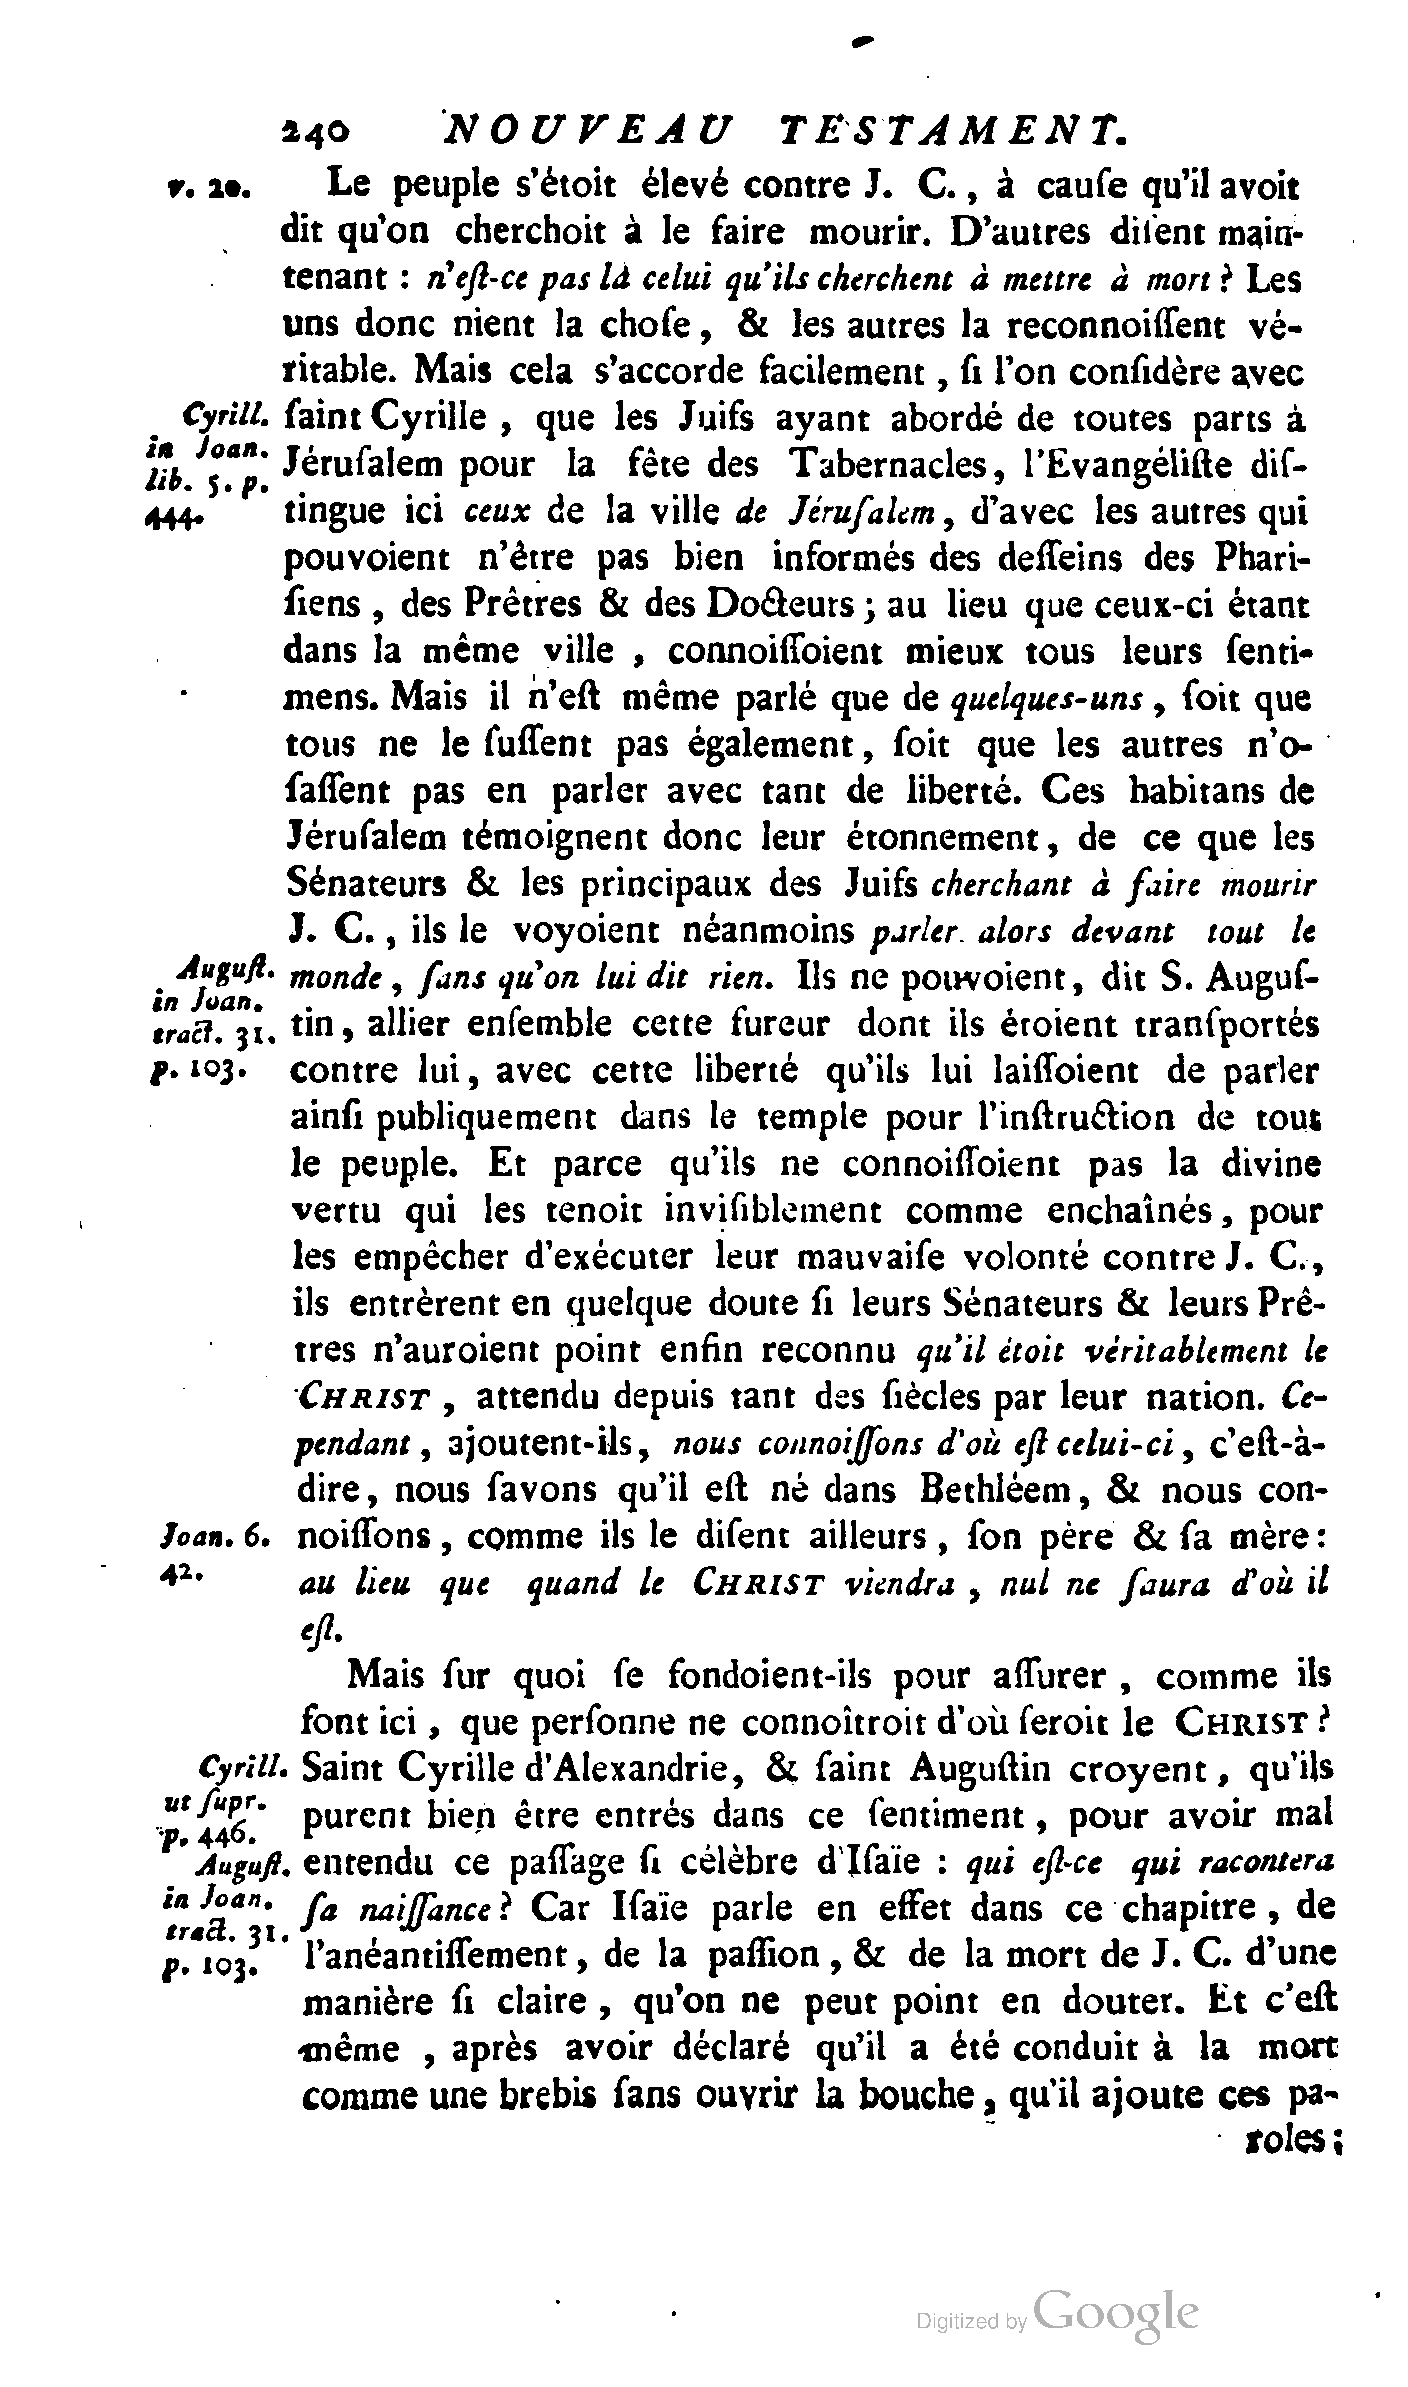 240 NOUVEAU TESTAMENT.
v. 20. Le peuple s'étoit élevé contre J. C., à cauſe qu'il avoit
dit qu'on cherchoit à le faire mourir. D'autres diſent main-
tenant : n'eſt-ce pas là celui qu'ils cherchent à mettre à mort ? Les
uns donc nient la choſe, & les autres la reconnoiſſent vé-
ritable. Mais cela s'accorde facilement, ſi l'on conſidère avec
Cyrill. ſaint Cyrille, que les Juifs ayant abordé de toutes parts à
in Joan.
lib. 5. p. Jéruſalem pour la fête des Tabernacles, l'Evangéliſte diſ-
444. tingue ici ceux de la ville de Jéruſalem, d'avec les autres qui
pouvoient n'être pas bien informés des deſſeins des Phari-
ſiens, des Prêtres & des Docteurs ; au lieu que ceux-ci étant
dans la même ville, connoiſſoient mieux tous leurs ſenti-
mens. Mais il n'eſt même parlé que de quelques-uns, ſoit que
tous ne le ſuſſent pas également, ſoit que les autres n'o-
ſaſſent pas en parler avec tant de liberté. Ces habitans de
Jéruſalem témoignent donc leur étonnement, de ce que les
Sénateurs & les principaux des Juifs cherchant à faire mourir
J. C., ils le voyoient néanmoins parler alors devant tout le
Auguſt. monde, ſans qu'on lui dit rien. Ils ne pouvoient, dit S. Auguſ-
in Joan.
tract. 31. tin, allier enſemble cette fureur dont ils étoient tranſportés
p. 103. contre lui, avec cette liberté qu'ils lui laiſſoient de parler
ainſi publiquement dans le temple pour l'inſtruction de tout
le peuple. Et parce qu'ils ne connoiſſoient pas la divine
vertu qui les tenoit inviſiblement comme enchaînés, pour
les empêcher d'exécuter leur mauvaiſe volonté contre J. C.,
ils entrèrent en quelque doute ſi leurs Sénateurs & leurs Prê-
tres n'auroient point enfin reconnu qu'il étoit véritablement le
CHRIST, attendu depuis tant des ſiècles par leur nation. Ce-
pendant, ajoutent-ils, nous connoiſſons d'où eſt celui-ci, c'eſt-à-
dire, nous ſavons qu'il eſt né dans Bethléem, & nous con-
Joan. 6. noiſſons, comme ils le diſent ailleurs, ſon père & ſa mère :
42. au lieu que quand le CHRIST viendra, nul ne ſaura d'où il
eſt.
Mais ſur quoi ſe fondoient-ils pour aſſurer, comme ils
font ici, que perſonne ne connoîtroit d'où ſeroit le CHRIST ?
Cyrill. Saint Cyrille d'Alexandrie, & ſaint Auguſtin croyent, qu'ils
ut ſupr.
p. 446. purent bien être entrés dans ce ſentiment, pour avoir mal
Auguſt. entendu ce paſſage ſi célèbre d'Iſaïe : qui eſt-ce qui racontera
in Joan. ſa naiſſance ? Car Iſaïe parle en effet dans ce chapitre, de
tract. 31.
p. 103. l'anéantiſſement, de la paſſion, & de la mort de J. C. d'une
manière ſi claire, qu'on ne peut point en douter. Et c'eſt
même, après avoir déclaré qu'il a été conduit à la mort
comme une brebis ſans ouvrir la bouche, qu'il ajoute ces pa-
roles ;
Digitized by Google